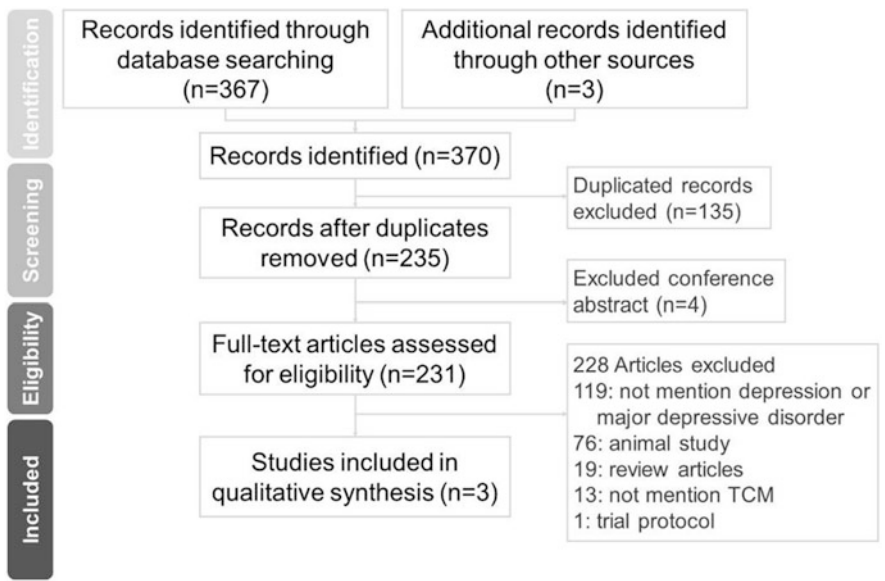 Identification
Records identified through
database searching
(n=367)
Additional records identified
through other sources
(n=3)
Records identified (n=370)
Screening
Duplicated records
excluded (n=135)
Records after duplicates
removed (n=235)
Excluded conference
abstract (n=4)
Eligibility
Full-text articles assessed
for eligibility (n=231)
228 Articles excluded
119: not mention depression or
major depressive disorder
76: animal study
19: review articles
13: not mention TCM
1: trial protocol
Included
Studies included in
qualitative synthesis (n=3)